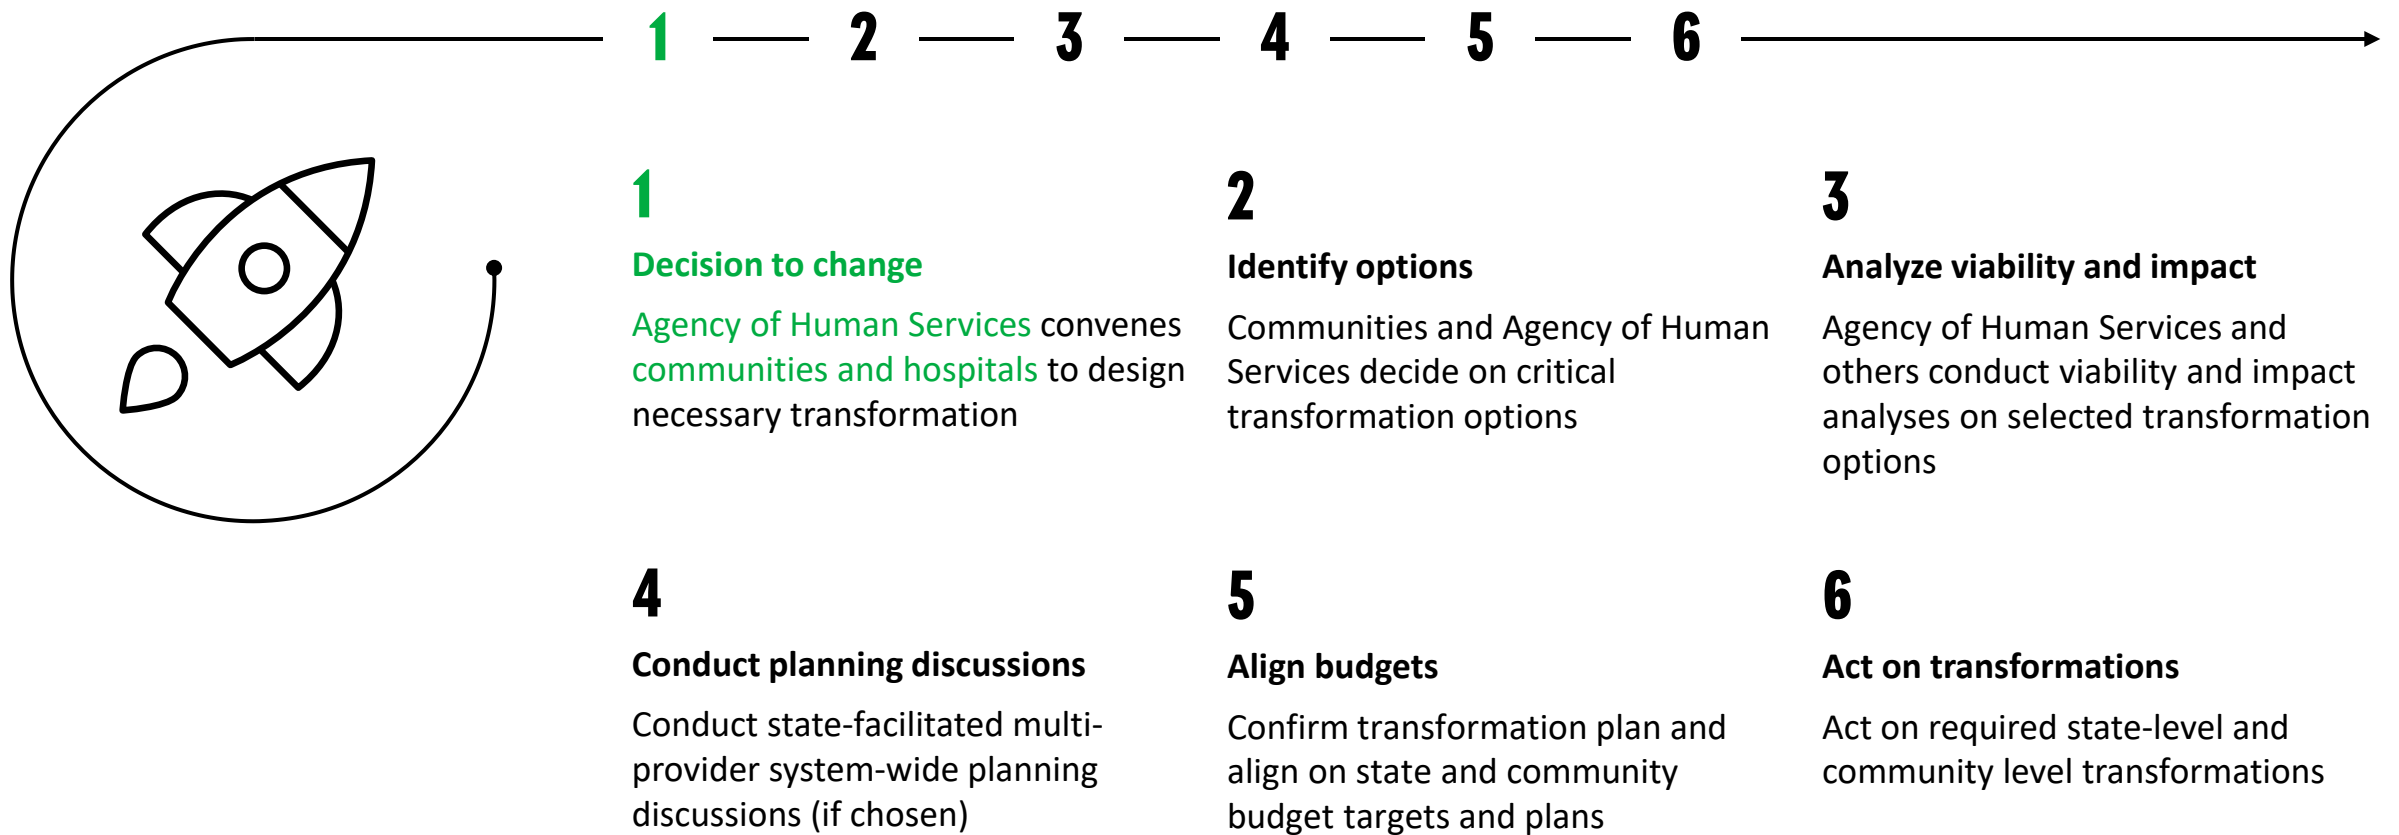 1 2 3 4 5 6
1
Decision to change
Agency of Human Services convenes
communities and hospitals to design
necessary transformation
2
Identify options
Communities and Agency of Human
Services decide on critical
transformation options
3
Analyze viability and impact
Agency of Human Services and
others conduct viability and impact
analyses on selected transformation
options
4
Conduct planning discussions
Conduct state-facilitated multi-
provider system-wide planning
discussions (if chosen)
5
Align budgets
Confirm transformation plan and
align on state and community
budget targets and plans
6
Act on transformations
Act on required state-level and
community level transformations